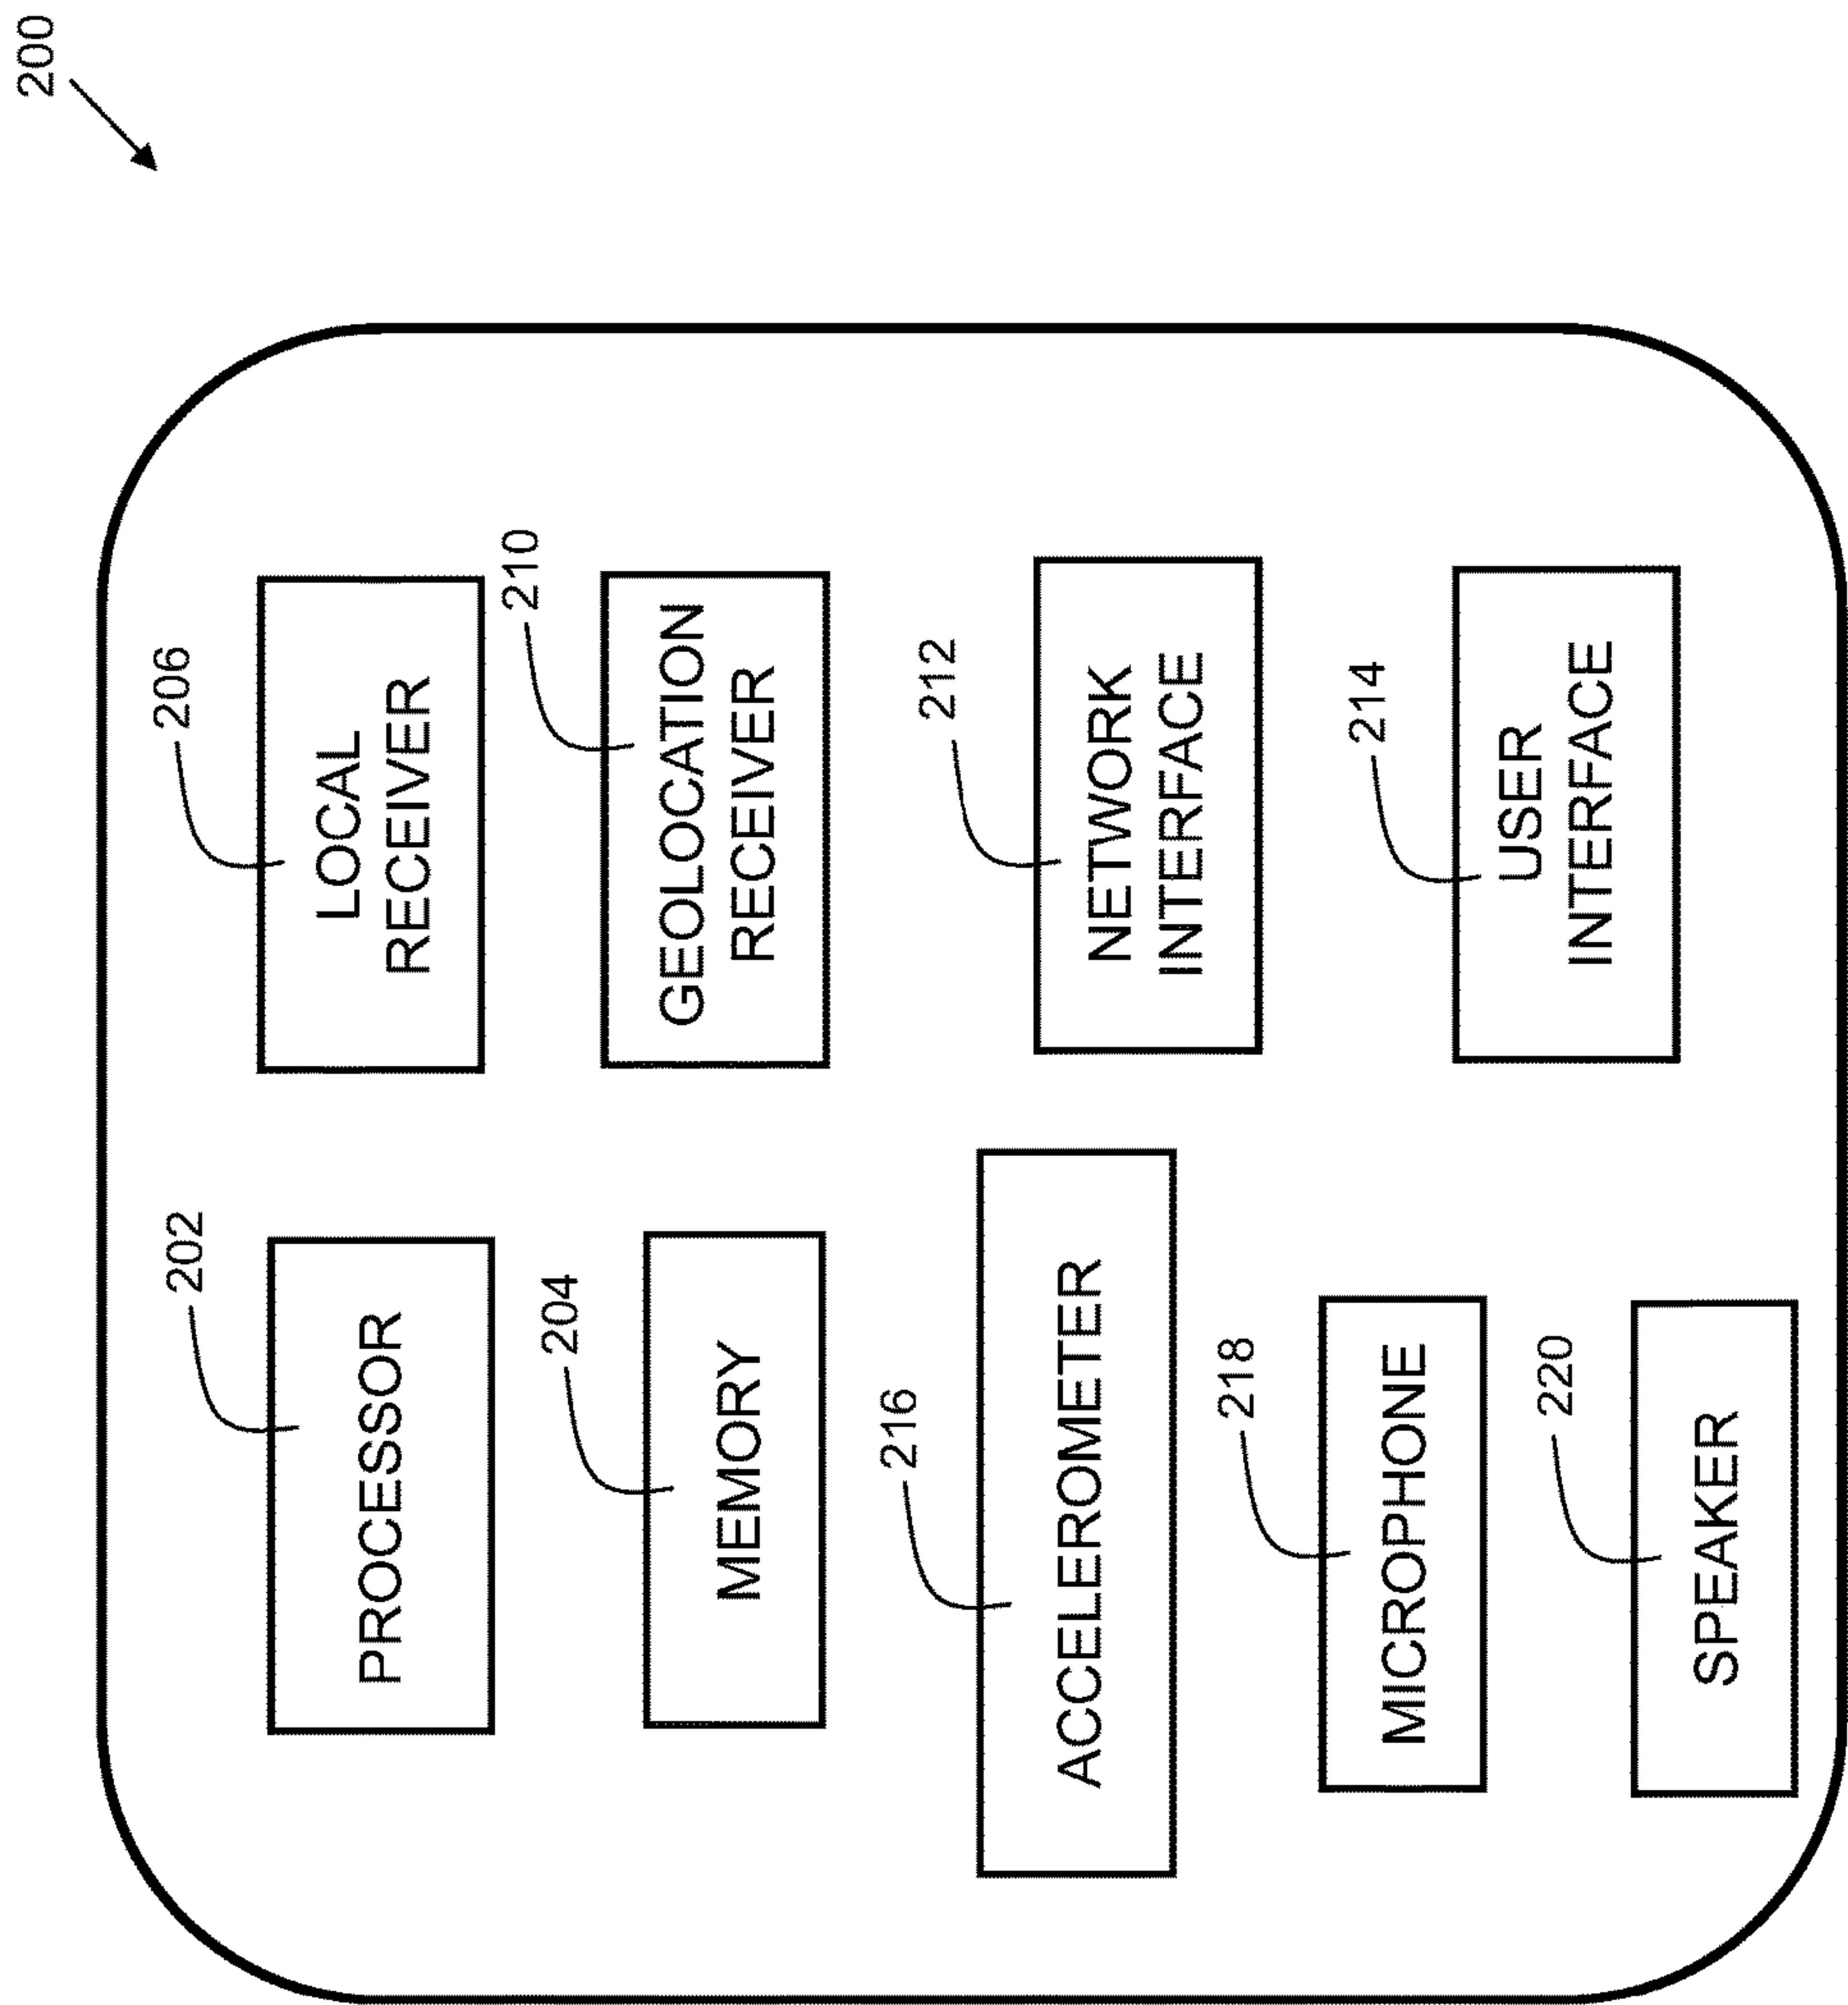 200
202
PROCESSOR
206
LOCAL
RECEIVER
204
MEMORY
210
GEOLOCATION
RECEIVER
216
ACCELEROMETER
212
NETWORK
INTERFACE
218
MICROPHONE
214
USER
INTERFACE
220
SPEAKER